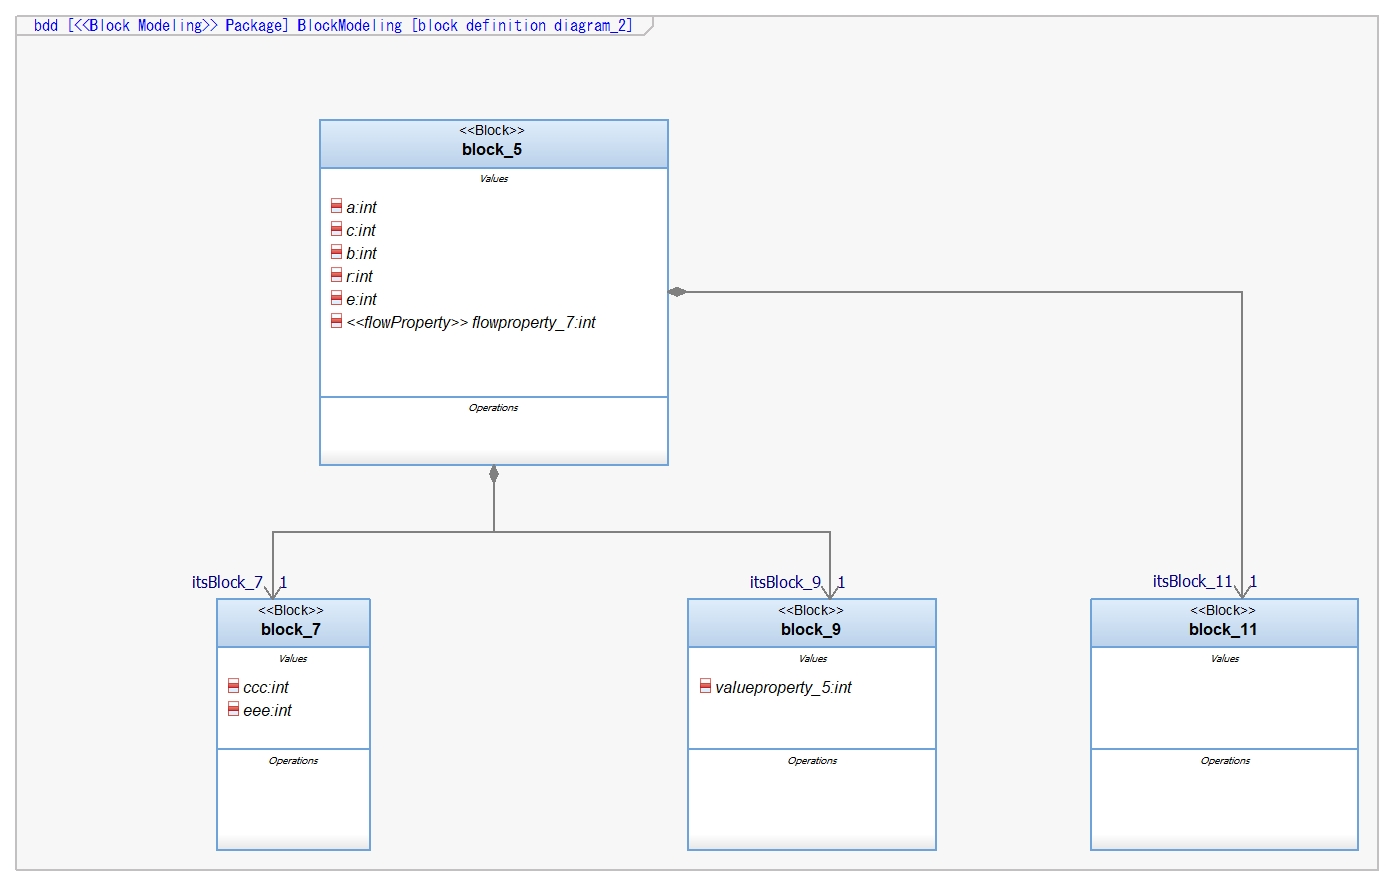 bdd [<<Block Modeling>> Package] BlockModeling [block definition diagram_2]
<<Block>>
block_5
Values
a:int
c:int
b:int
r:int
e:int
<<flowProperty>> flowproperty_7:int
Operations
itsBlock_7 1
<<Block>>
block_7
Values
ccc:int
eee:int
Operations
itsBlock_9 1
<<Block>>
block_9
Values
valueproperty_5:int
Operations
itsBlock_11 1
<<Block>>
block_11
Values
Operations